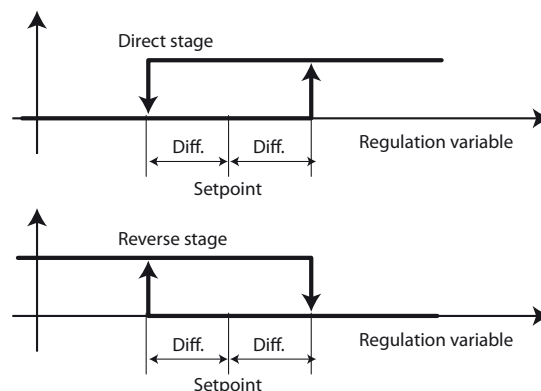 Direct stage
Diff. Diff. Regulation variable
Setpoint
Reverse stage
Diff. Diff. Regulation variable
Setpoint